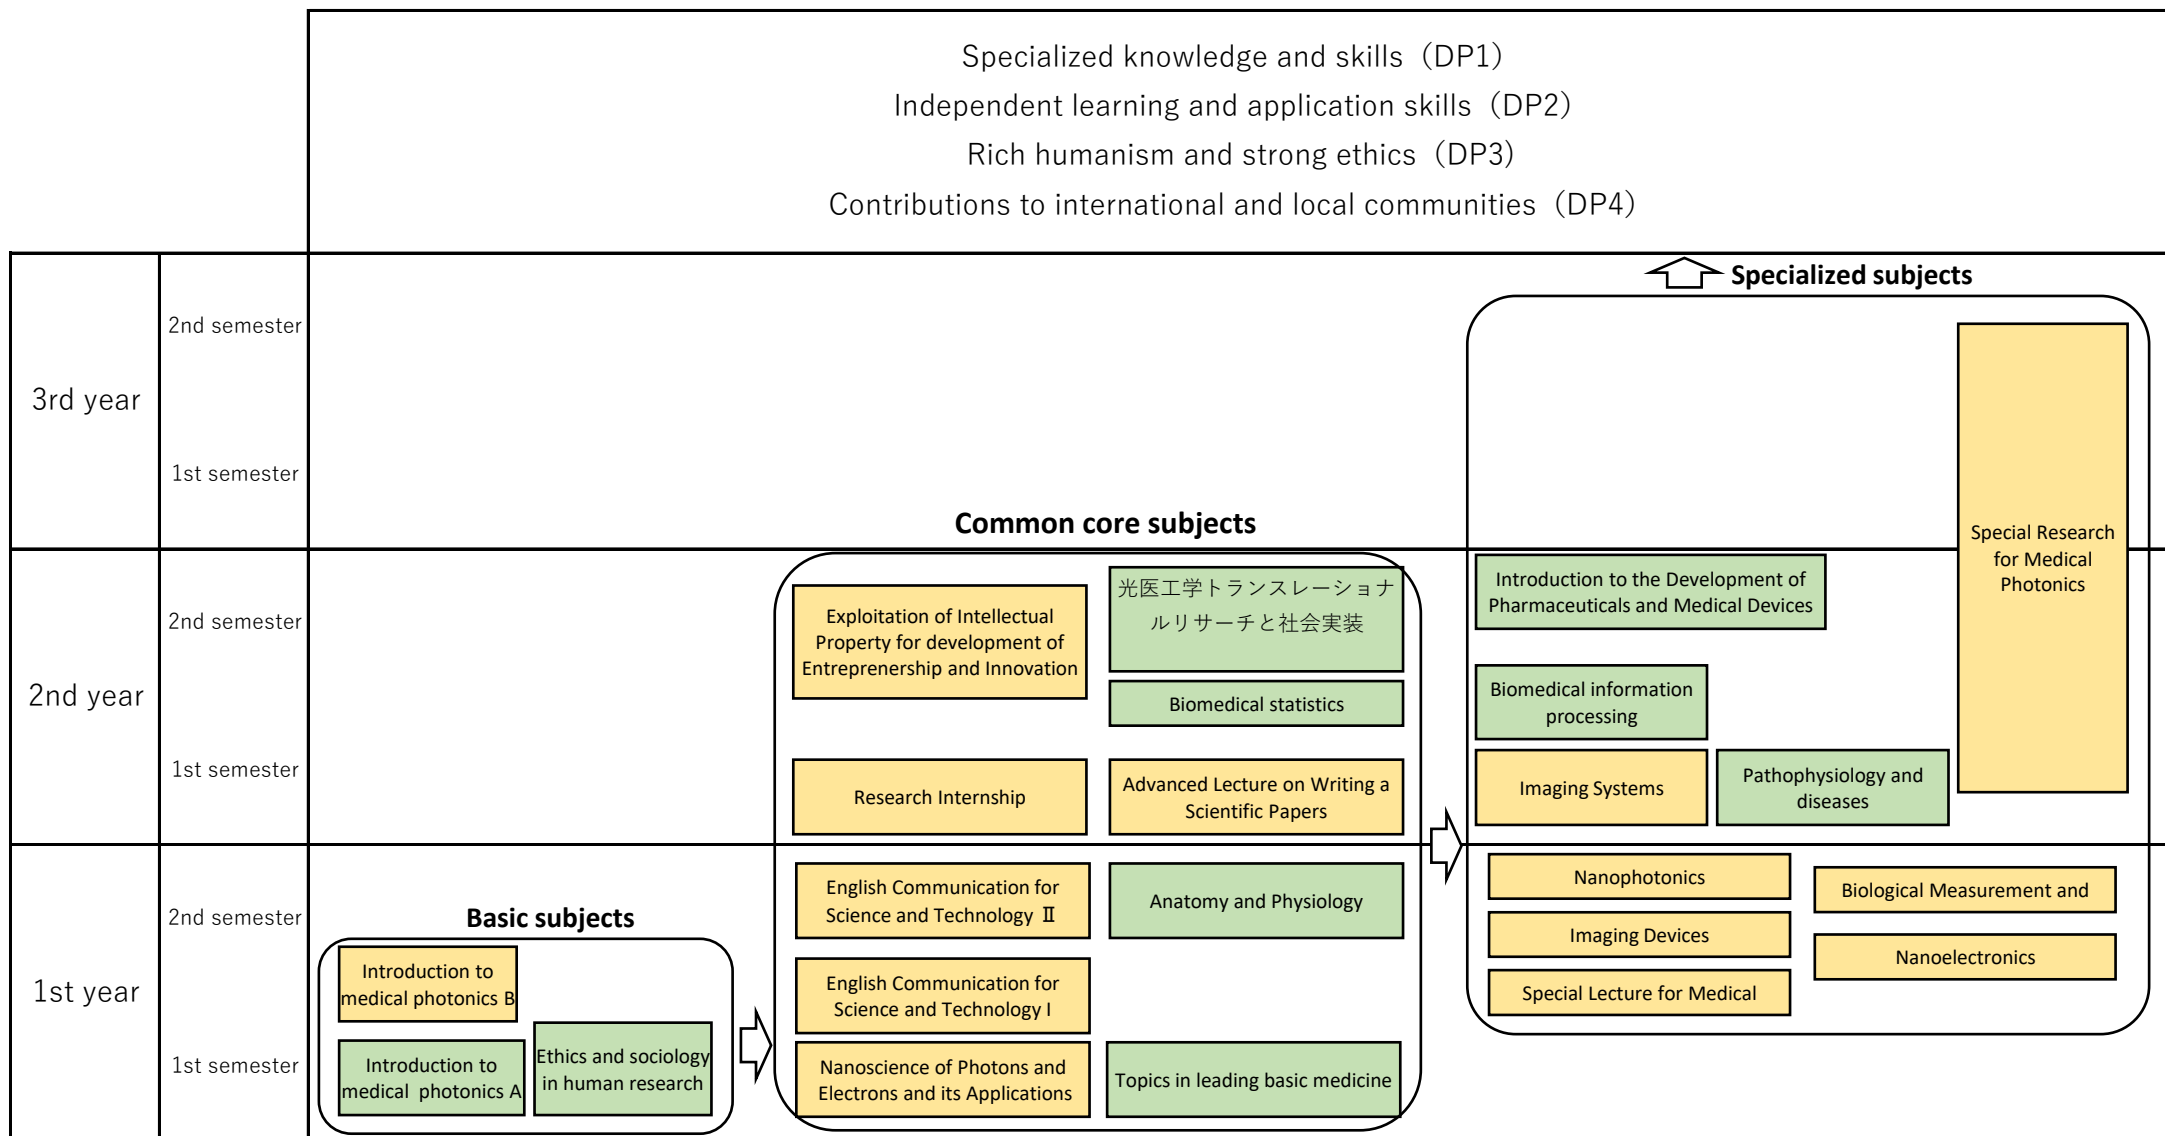 Specialized knowledge and skills（DP1）
Independent learning and application skills（DP2）
Rich humanism and strong ethics（DP3）
Contributions to international and local communities（DP4）
3rd year
2nd semester
1st semester
2nd year
2nd semester
1st semester
1st year
2nd semester
1st semester
Basic subjects
Introduction to
medical photonics B
Introduction to
medical photonics A
Ethics and sociology
in human research
Common core subjects
Exploitation of Intellectual
Property for development of
Entreprenership and Innovation
光医工学トランスレーショナ
ルリサーチと社会実装
Biomedical statistics
Research Internship
Advanced Lecture on Writing a
Scientific Papers
English Communication for
Science and Technology Ⅱ
Anatomy and Physiology
English Communication for
Science and Technology I
Nanoscience of Photons and
Electrons and its Applications
Topics in leading basic medicine
Specialized subjects
Special Research
for Medical
Photonics
Introduction to the Development of
Pharmaceuticals and Medical Devices
Biomedical information
processing
Imaging Systems
Pathophysiology and
diseases
Nanophotonics
Biological Measurement and
Imaging Devices
Nanoelectronics
Special Lecture for Medical